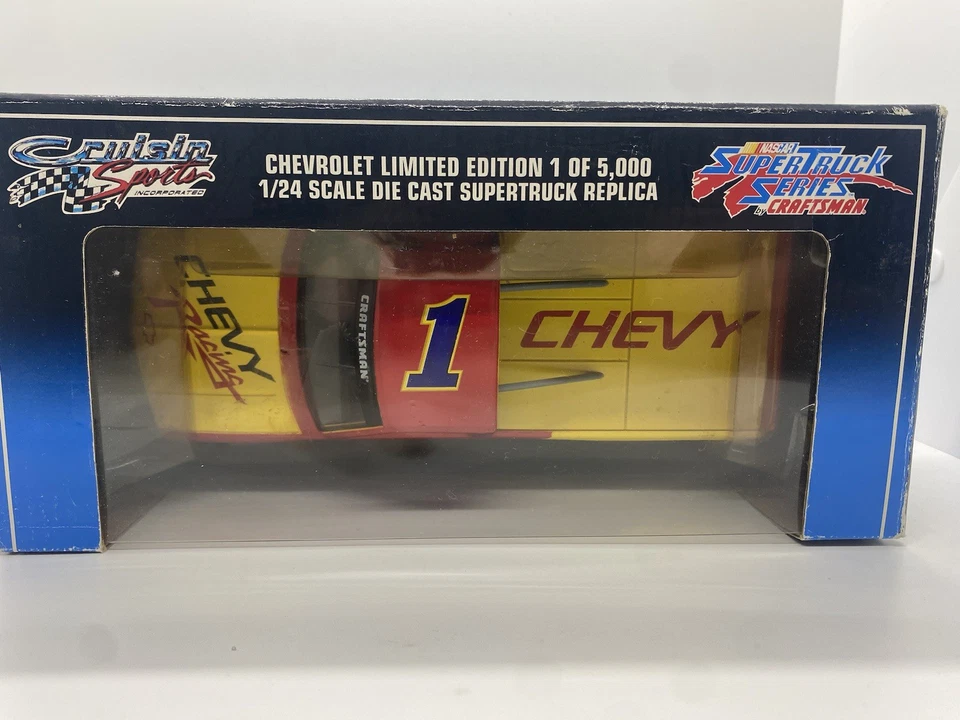 Cruisin
Sports
INCORPORATED
CHEVROLET LIMITED EDITION 1 OF 5,000
1/24 SCALE DIE CAST SUPERTRUCK REPLICA
NASCAR
SUPERTRUCK
SERIES
by CRAFTSMAN
CHEVY
Racing
CRAFTSMAN
1
CHEVY